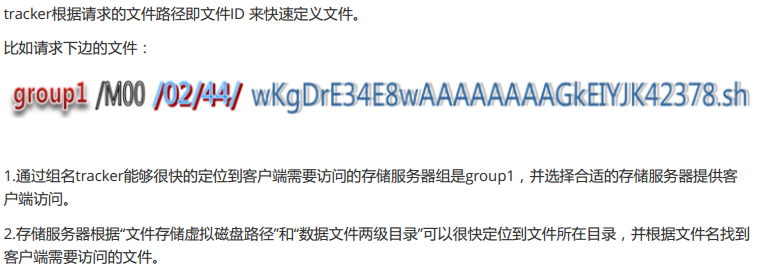 tracker根据请求的文件路径即文件ID 来快速定义文件。
比如请求下边的文件：
group1 /M00 /02/44/ wKgDrE34E8wAAAAAAAAGkEIYJK42378.sh
1.通过组名tracker能够很快的定位到客户端需要访问的存储服务器组是group1，并选择合适的存储服务器提供客
户端访问。
2.存储服务器根据“文件存储虚拟磁盘路径”和“数据文件两级目录”可以很快定位到文件所在目录，并根据文件名找到
客户端需要访问的文件。